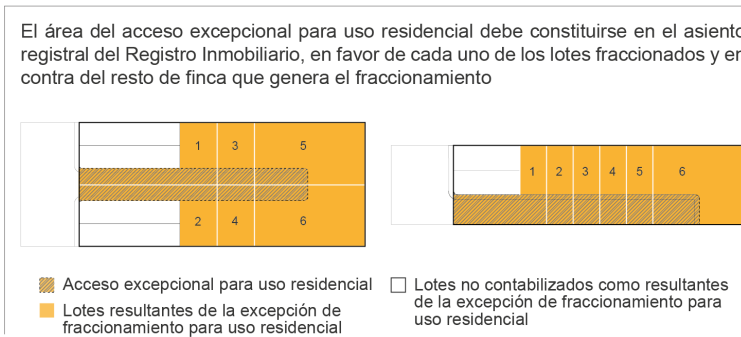 El área del acceso excepcional para uso residencial debe constituirse en el asiento
registral del Registro Inmobiliario, en favor de cada uno de los lotes fraccionados y en
contra del resto de finca que genera el fraccionamiento
1 3 5
2 4 6
1 2 3 4 5 6
Acceso excepcional para uso residencial
Lotes resultantes de la excepción de
fraccionamiento para uso residencial
Lotes no contabilizados como resultantes
de la excepción de fraccionamiento para
uso residencial